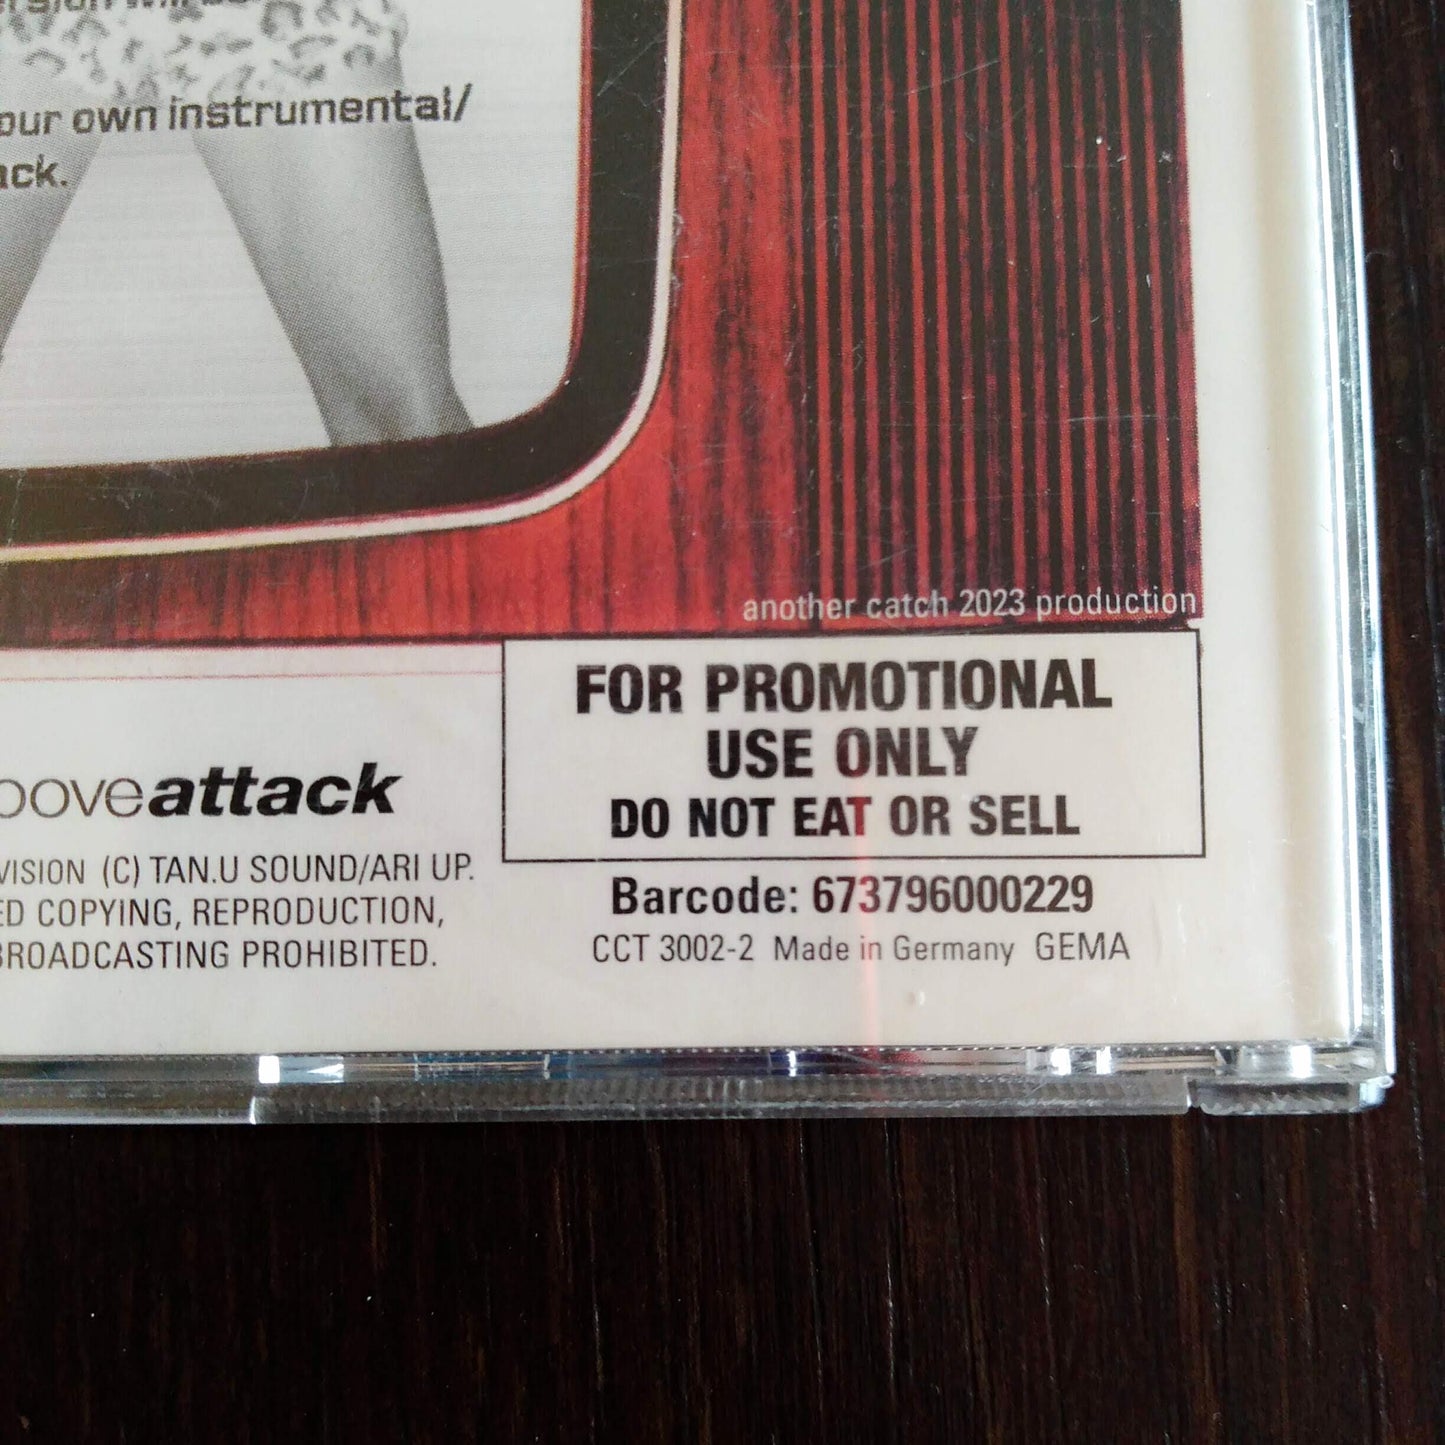 our own instrumental/
ack.
another catch 2023 production
FOR PROMOTIONAL
USE ONLY
DO NOT EAT OR SELL
ooveattack
VISION (C) TAN.U SOUND/ARI UP.
ED COPYING, REPRODUCTION,
BROADCASTING PROHIBITED.
Barcode: 673796000229
CCT 3002-2 Made in Germany GEMA